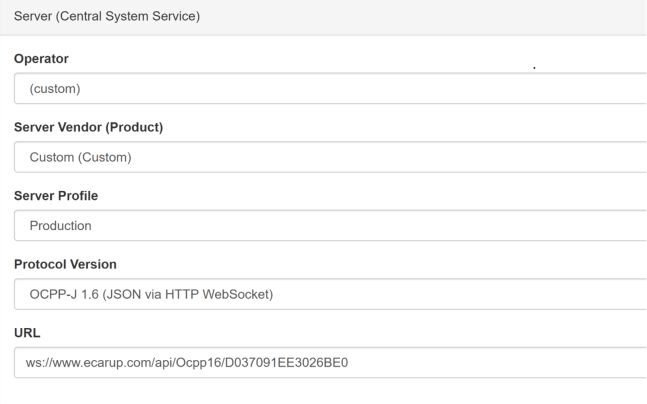 Server (Central System Service)
Operator
(custom)
Server Vendor (Product)
Custom (Custom)
Server Profile
Production
Protocol Version
OCPP-J 1.6 (JSON via HTTP WebSocket)
URL
ws://www.ecarup.com/api/Ocpp16/D037091EE3026BE0